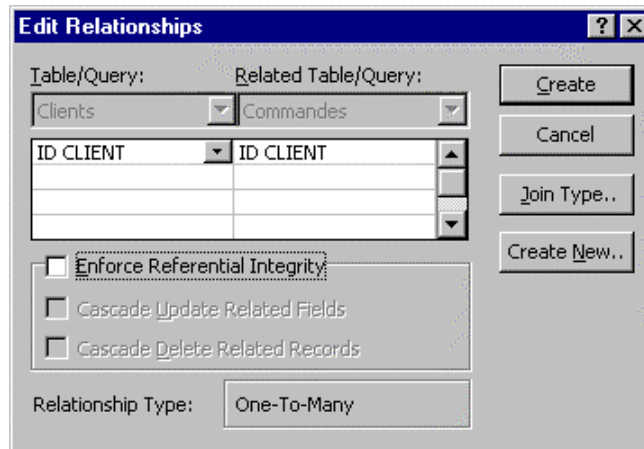 Edit Relationships
Table/Query: Related Table/Query:
Clients Commandes
ID CLIENT ID CLIENT
Enforce Referential Integrity
Cascade Update Related Fields
Cascade Delete Related Records
Relationship Type: One-To-Many
Create
Cancel
Join Type..
Create New..